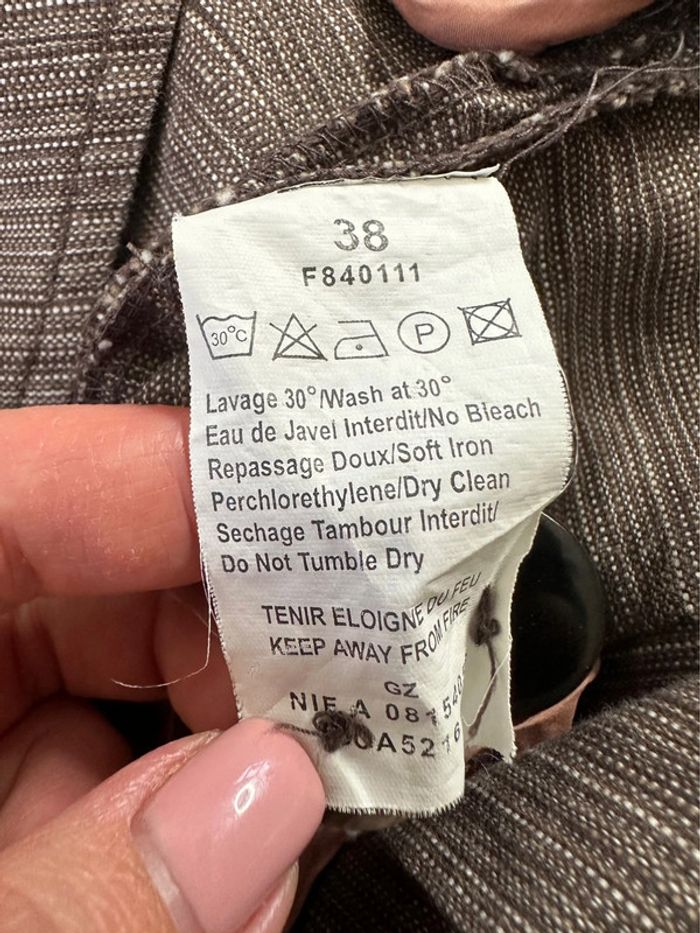 38
F840111
30°C
P
Lavage 30°/Wash at 30°
Eau de Javel Interdit/No Bleach
Repassage Doux/Soft Iron
Perchlorethylene/Dry Clean
Sechage Tambour Interdit/
Do Not Tumble Dry
TENIR ELOIGNE DU FEU
KEEP AWAY FROM FIRE
GZ
NIF A